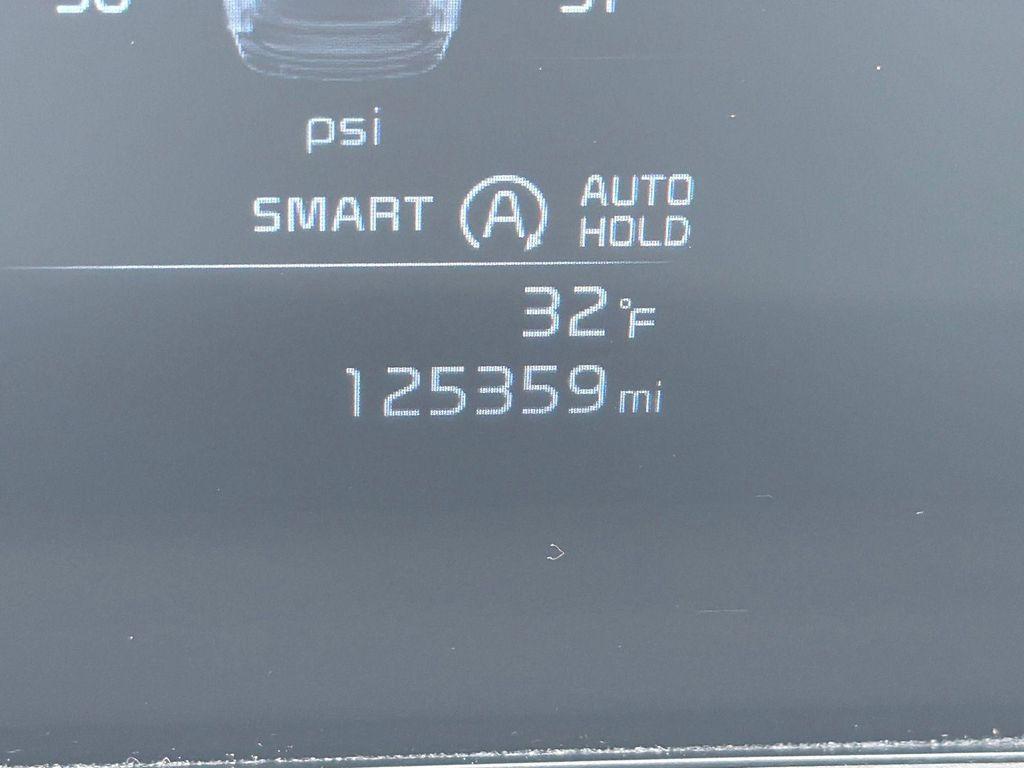 psi
SMART A AUTO HOLD
32°F
125359 mi